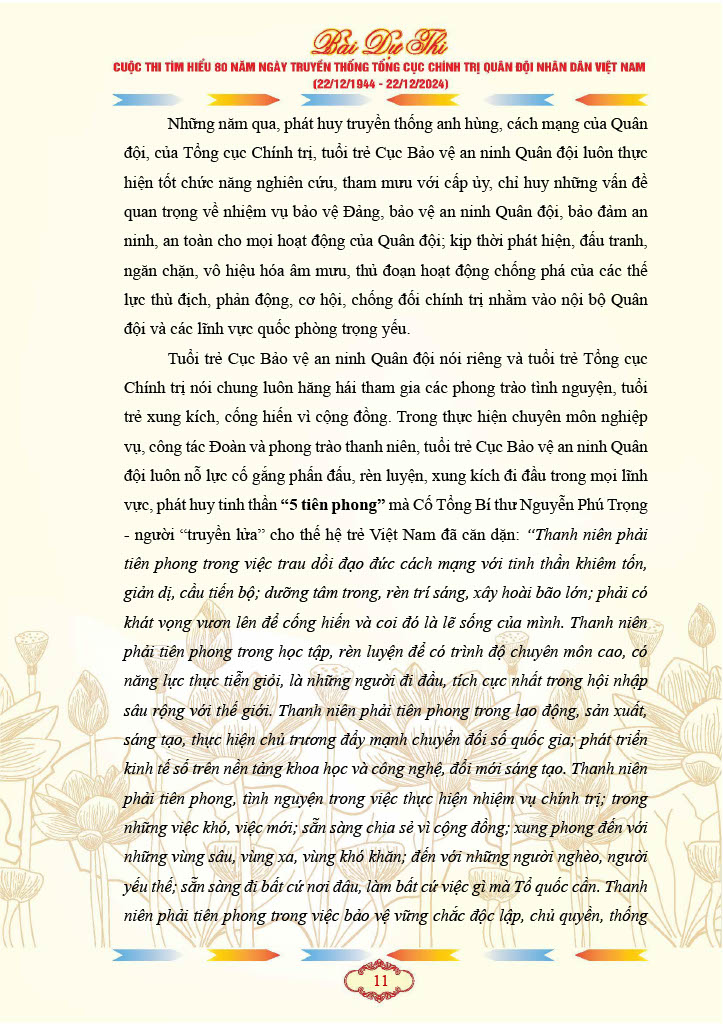 Bài Dự Thi
CUỘC THI TÌM HIỂU 80 NĂM NGÀY TRUYỀN THỐNG TỔNG CỤC CHÍNH TRỊ QUÂN ĐỘI NHÂN DÂN VIỆT NAM
(22/12/1944 - 22/12/2024)
Những năm qua, phát huy truyền thống anh hùng, cách mạng của Quân
đội, của Tổng cục Chính trị, tuổi trẻ Cục Bảo vệ an ninh Quân đội luôn thực
hiện tốt chức năng nghiên cứu, tham mưu với cấp ủy, chỉ huy những vấn đề
quan trọng về nhiệm vụ bảo vệ Đảng, bảo vệ an ninh Quân đội, bảo đảm an
ninh, an toàn cho mọi hoạt động của Quân đội; kịp thời phát hiện, đấu tranh,
ngăn chặn, vô hiệu hóa âm mưu, thủ đoạn hoạt động chống phá của các thế
lực thù địch, phản động, cơ hội, chống đối chính trị nhằm vào nội bộ Quân
đội và các lĩnh vực quốc phòng trọng yếu.
Tuổi trẻ Cục Bảo vệ an ninh Quân đội nói riêng và tuổi trẻ Tổng cục
Chính trị nói chung luôn hăng hái tham gia các phong trào tình nguyện, tuổi
trẻ xung kích, cống hiến vì cộng đồng. Trong thực hiện chuyên môn nghiệp
vụ, công tác Đoàn và phong trào thanh niên, tuổi trẻ Cục Bảo vệ an ninh Quân
đội luôn nỗ lực cố gắng phấn đấu, rèn luyện, xung kích đi đầu trong mọi lĩnh
vực, phát huy tinh thần “5 tiên phong” mà Cố Tổng Bí thư Nguyễn Phú Trọng
- người “truyền lửa” cho thế hệ trẻ Việt Nam đã căn dặn: “Thanh niên phải
tiên phong trong việc trau dồi đạo đức cách mạng với tinh thần khiêm tốn,
giản dị, cầu tiến bộ; dưỡng tâm trong, rèn trí sáng, xây hoài bão lớn; phải có
khát vọng vươn lên để cống hiến và coi đó là lẽ sống của mình. Thanh niên
phải tiên phong trong học tập, rèn luyện để có trình độ chuyên môn cao, có
năng lực thực tiễn giỏi, là những người đi đầu, tích cực nhất trong hội nhập
sâu rộng với thế giới. Thanh niên phải tiên phong trong lao động, sản xuất,
sáng tạo, thực hiện chủ trương đẩy mạnh chuyển đổi số quốc gia; phát triển
kinh tế số trên nền tảng khoa học và công nghệ, đổi mới sáng tạo. Thanh niên
phải tiên phong, tình nguyện trong việc thực hiện nhiệm vụ chính trị; trong
những việc khó, việc mới; sẵn sàng chia sẻ vì cộng đồng; xung phong đến với
những vùng sâu, vùng xa, vùng khó khăn; đến với những người nghèo, người
yếu thế; sẵn sàng đi bất cứ nơi đâu, làm bất cứ việc gì mà Tổ quốc cần. Thanh
niên phải tiên phong trong việc bảo vệ vững chắc độc lập, chủ quyền, thống
11